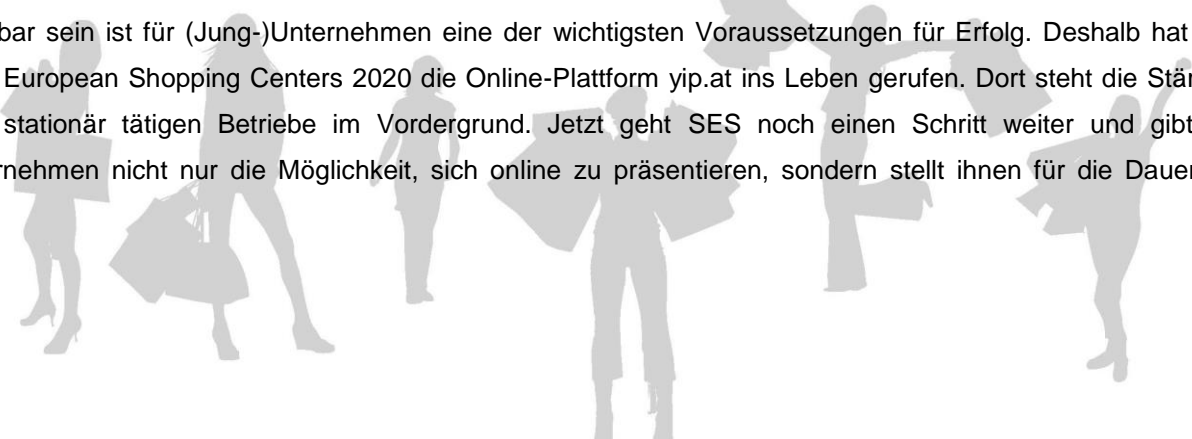 bar sein ist für (Jung-)Unternehmen eine der wichtigsten Voraussetzungen für Erfolg. Deshalb hat
European Shopping Centers 2020 die Online-Plattform yip.at ins Leben gerufen. Dort steht die Stär
stationär tätigen Betriebe im Vordergrund. Jetzt geht SES noch einen Schritt weiter und gibt
rnehmen nicht nur die Möglichkeit, sich online zu präsentieren, sondern stellt ihnen für die Dauer